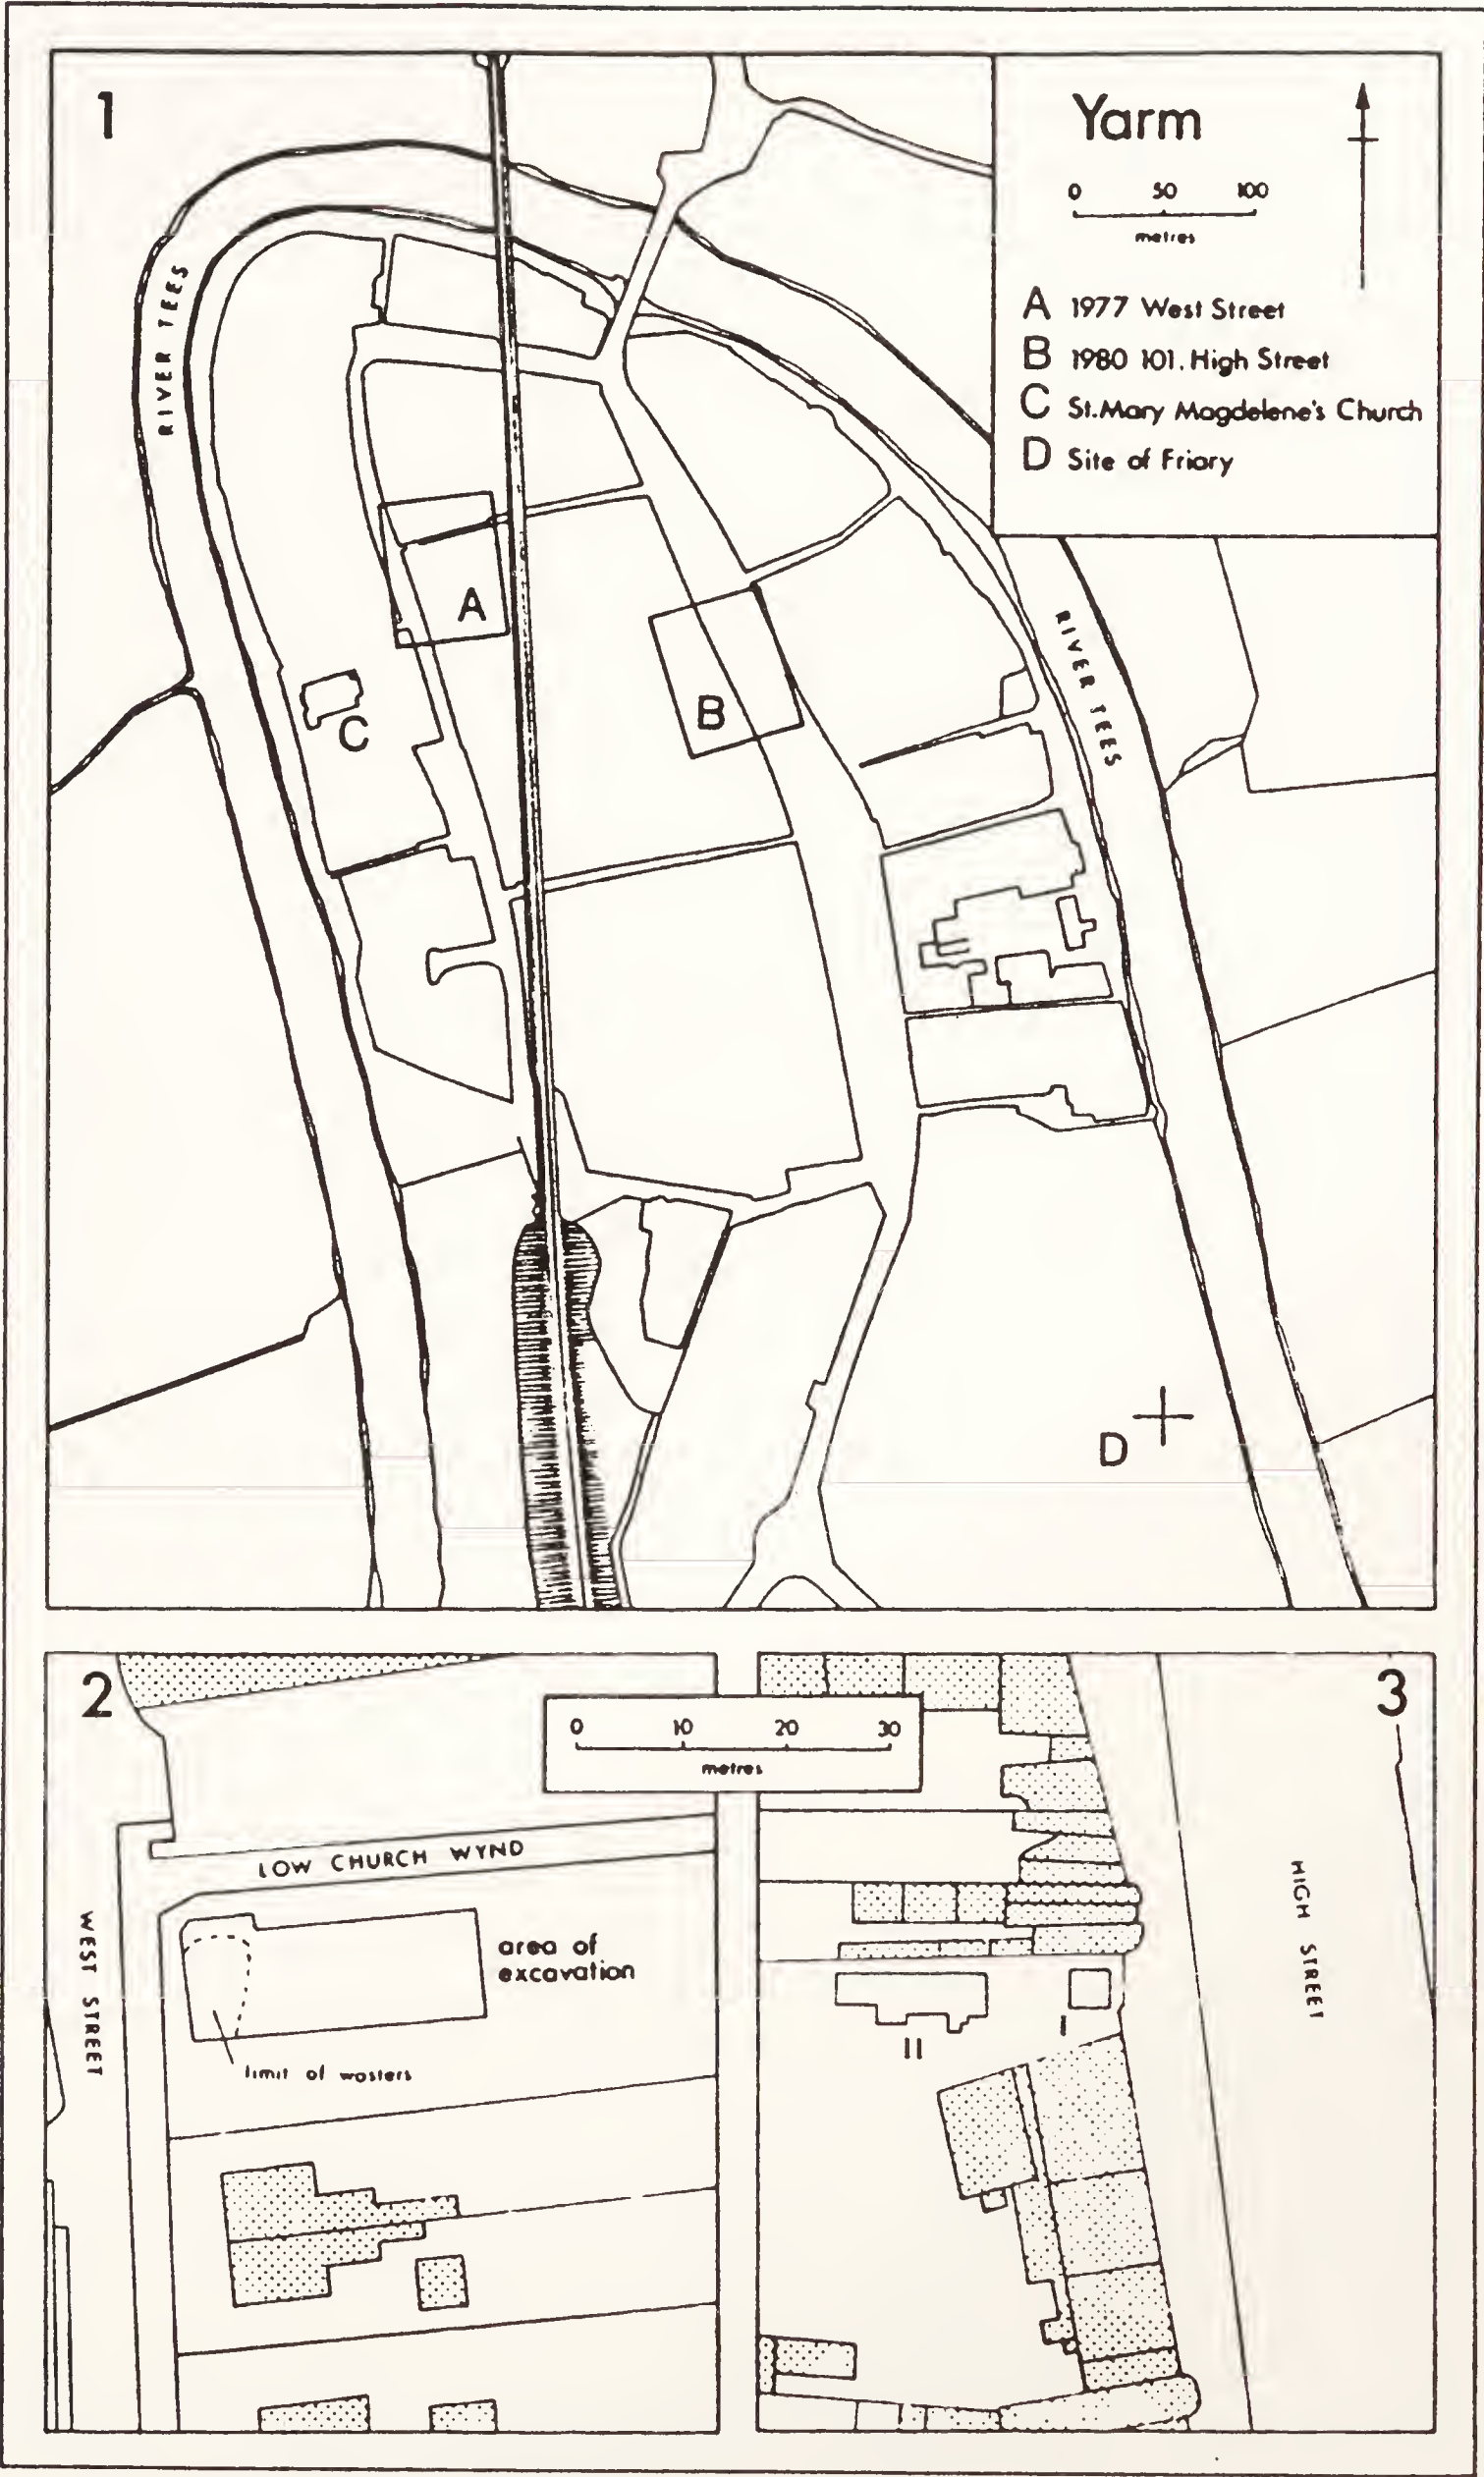 1
Yarm
0 50 100
metres
A 1977 West Street
B 1980 101.High Street
C St.Mary Magdelene's Church
D Site of Friary
RIVER TEES
A
B
C
RIVER TEES
D
2
0 10 20 30
metres
LOW CHURCH WYND
WEST STREET
area of
excavation
limit of wasters
3
HIGH STREET
I
II